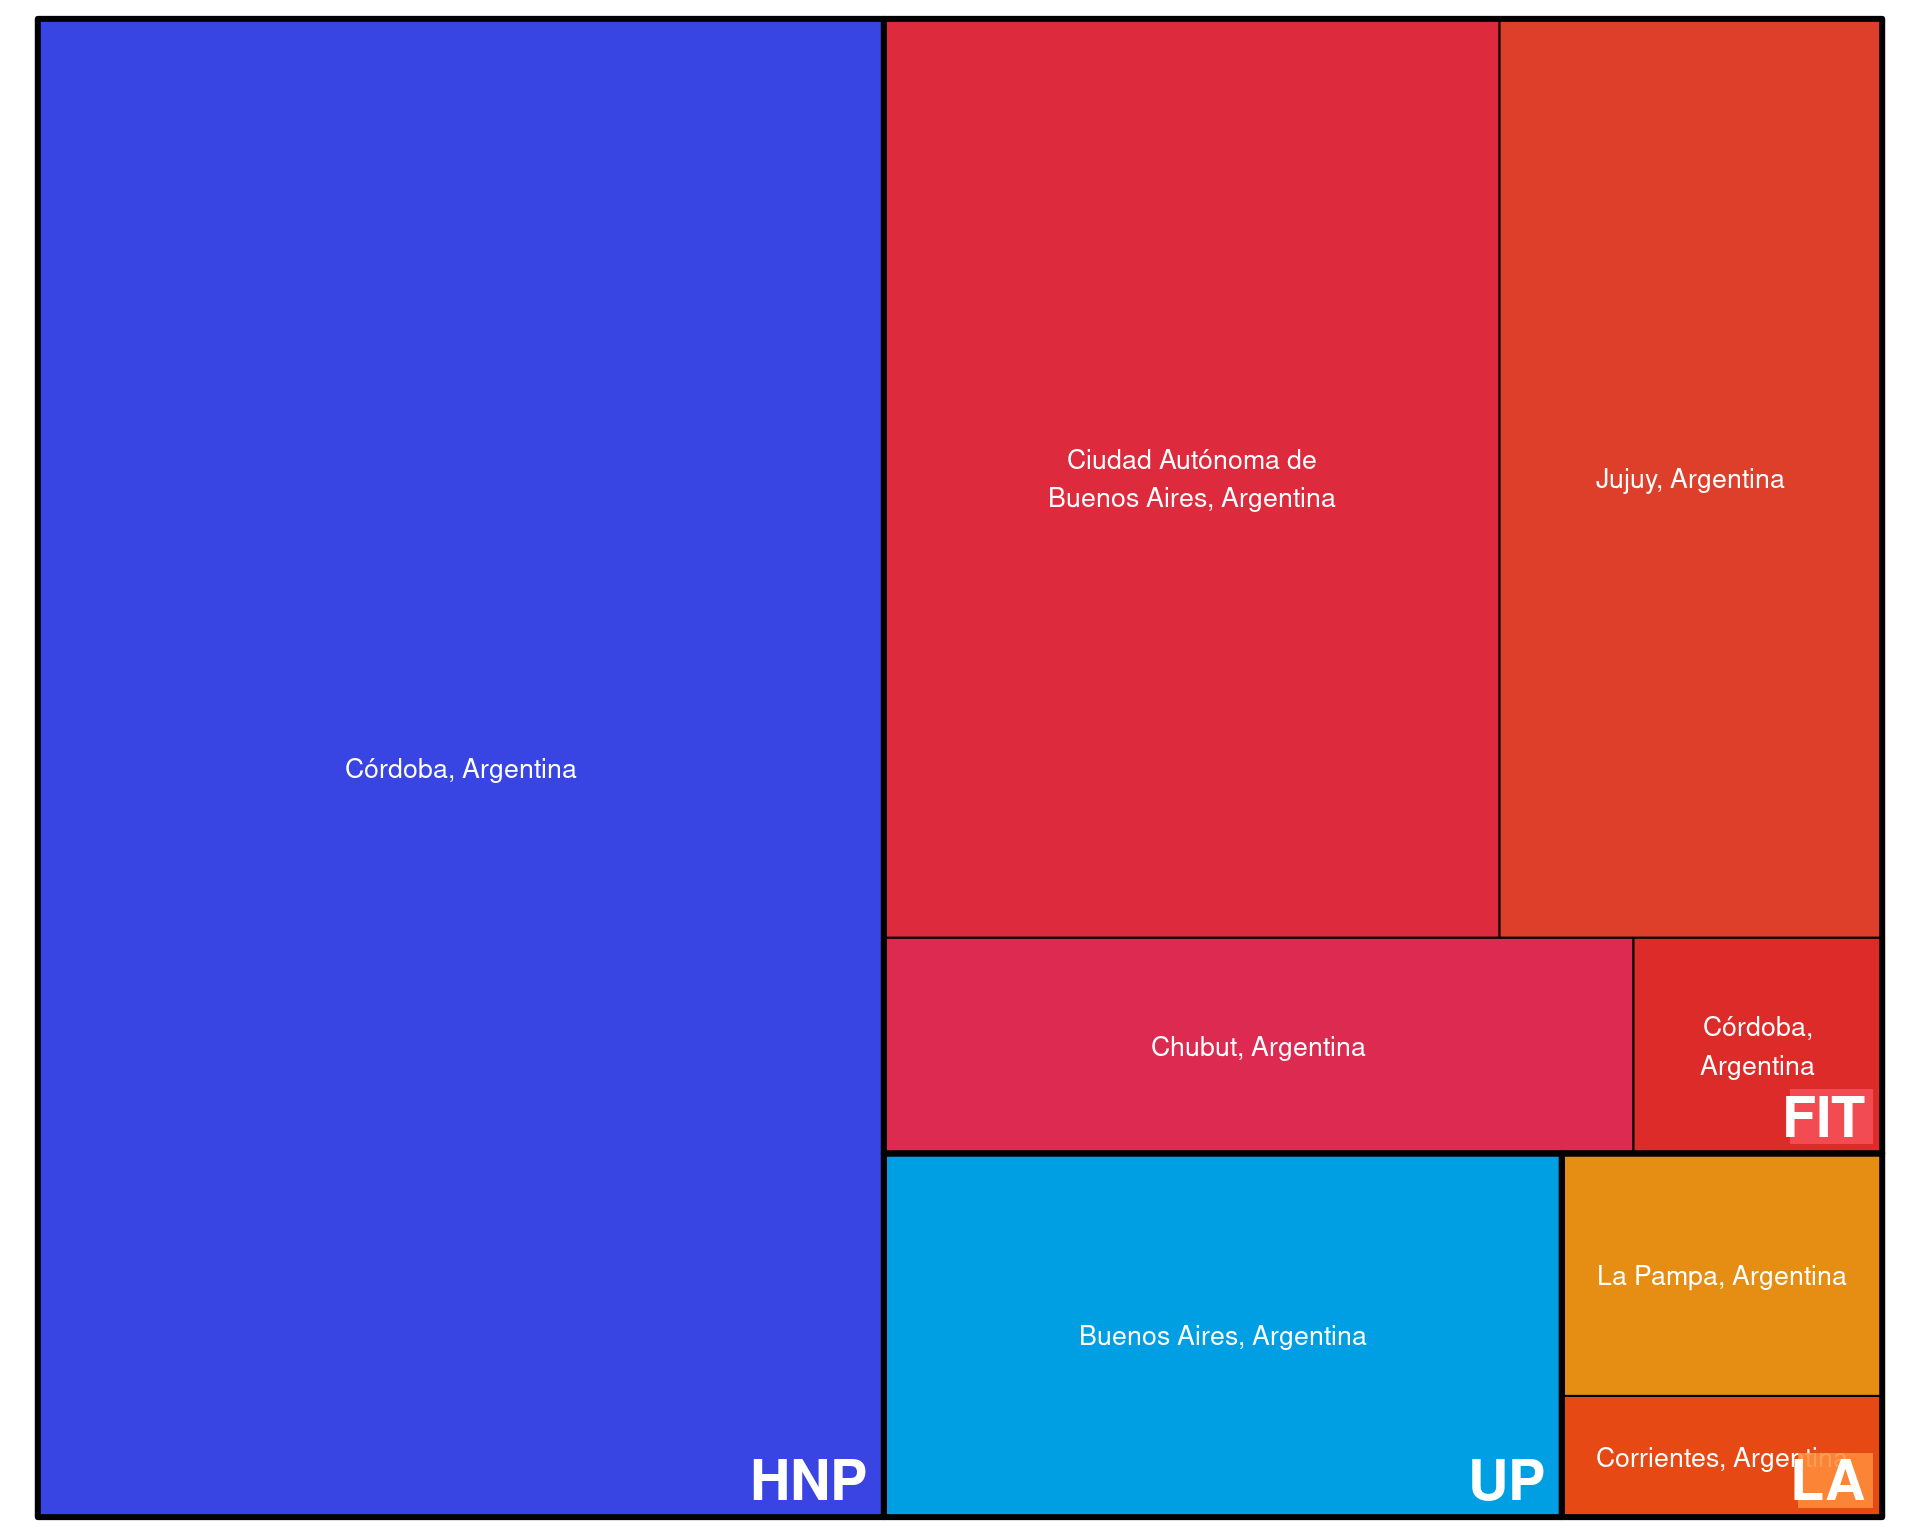 Córdoba, Argentina
HNP
Ciudad Autónoma de
Buenos Aires, Argentina
Jujuy, Argentina
Chubut, Argentina
Córdoba,
Argentina
FIT
Buenos Aires, Argentina
UP
La Pampa, Argentina
Corrientes, Argentina
LA